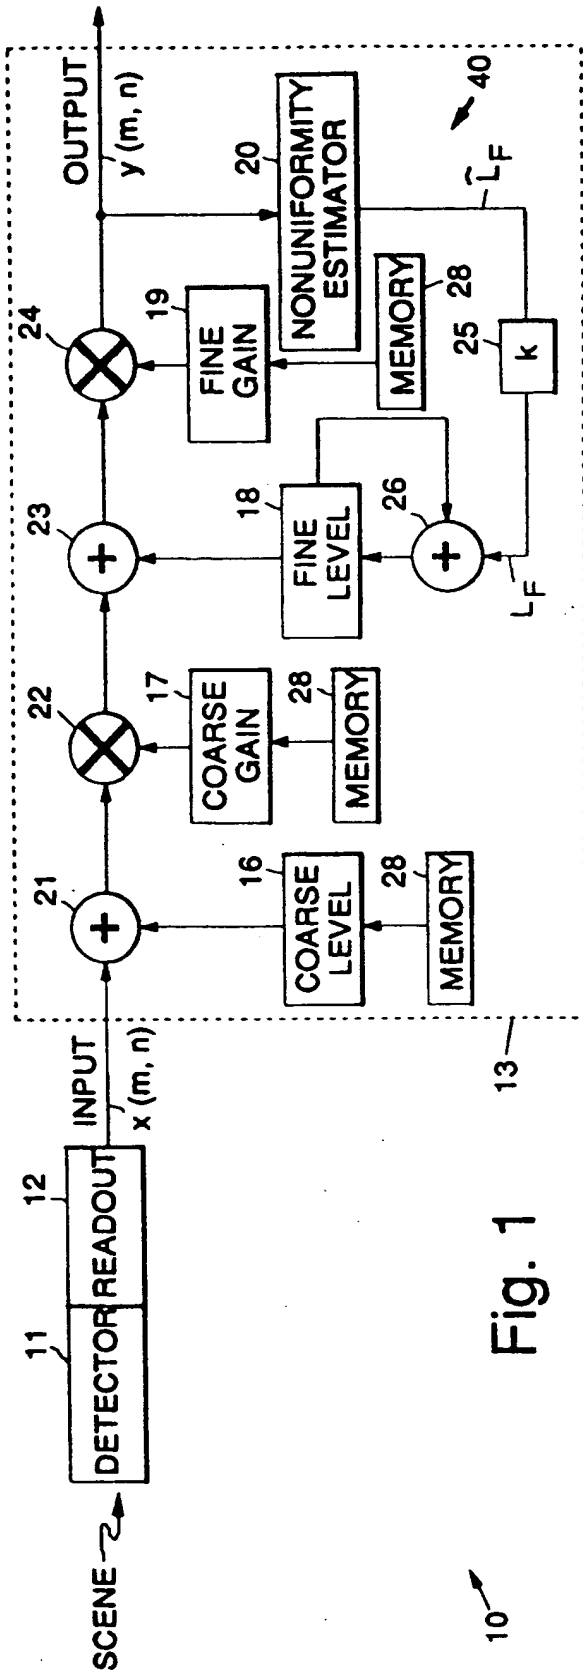 SCENE
10
11
12
DETECTOR
READOUT
INPUT
x (m, n)
13
21
+
16
COARSE
LEVEL
28
MEMORY
22
17
COARSE
GAIN
28
MEMORY
23
+
18
FINE
LEVEL
26
+
L_F
24
19
FINE
GAIN
MEMORY
28
20
NONUNIFORMITY
ESTIMATOR
25
k
L̃_F
40
OUTPUT
y (m, n)
Fig. 1